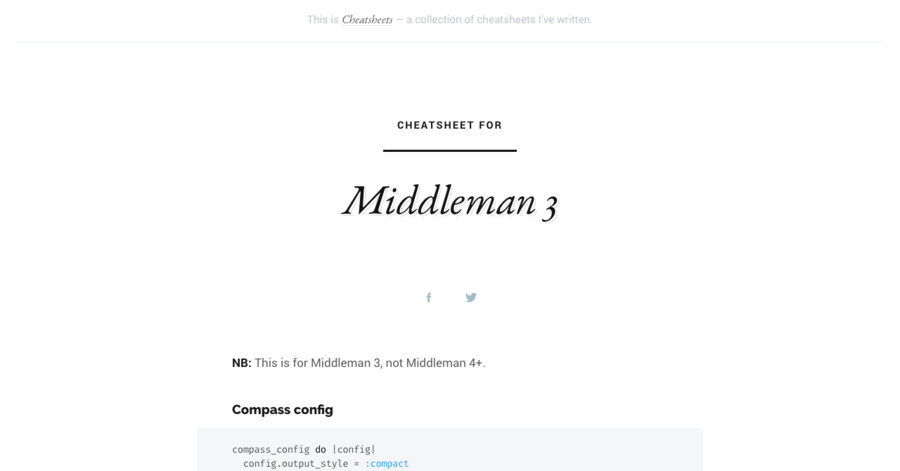 This is Cheatsheets — a collection of cheatsheets I've written.
CHEATSHEET FOR
Middleman 3
NB: This is for Middleman 3, not Middleman 4+.
Compass config
compass_config do |config|
  config.output_style = :compact